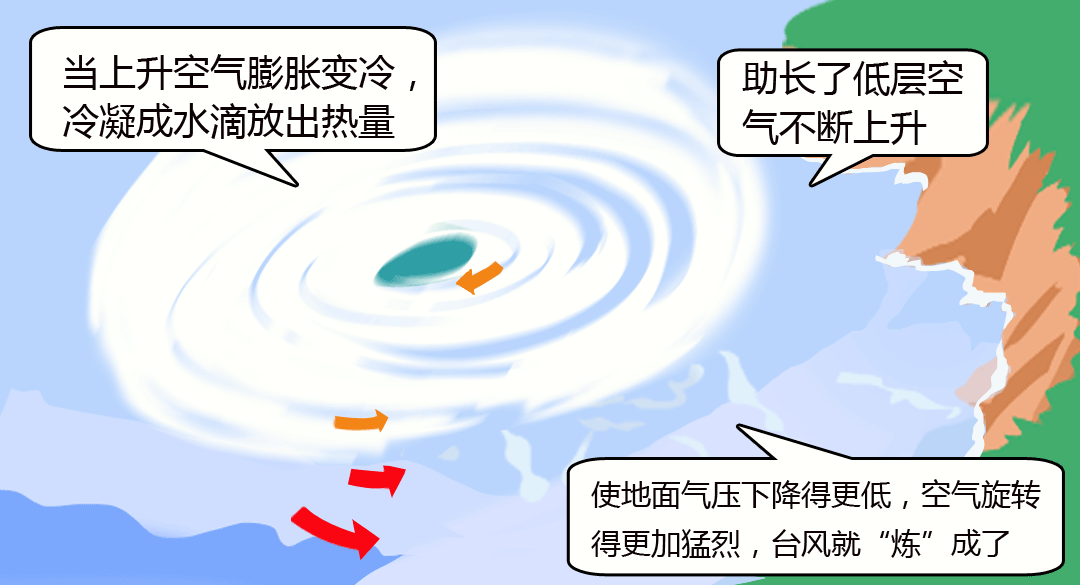 当上升空气膨胀变冷，
冷凝成水滴放出热量
助长了低层空
气不断上升
使地面气压下降得更低，空气旋转
得更加猛烈，台风就“炼”成了